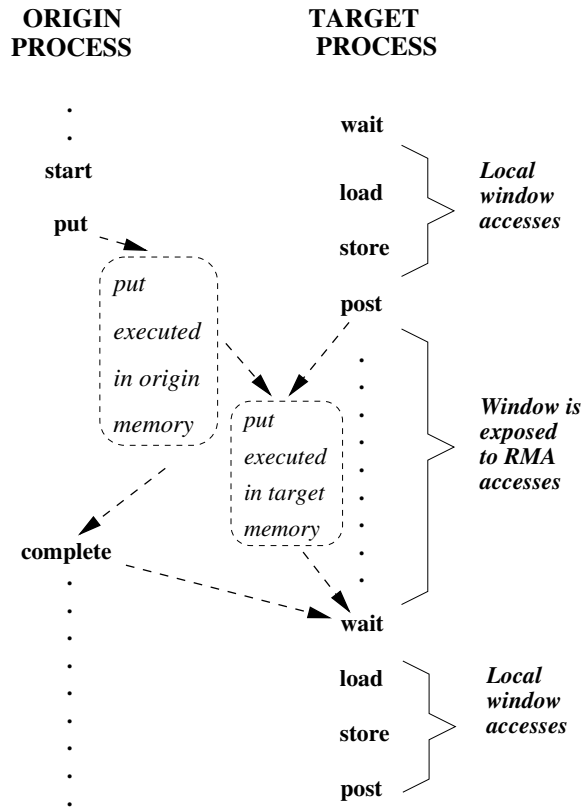 ORIGIN
PROCESS
TARGET
PROCESS
start
put
put
executed
in origin
memory
complete
wait
load
store
post
put
executed
in target
memory
wait
load
store
post
Local
window
accesses
Window is
exposed
to RMA
accesses
Local
window
accesses